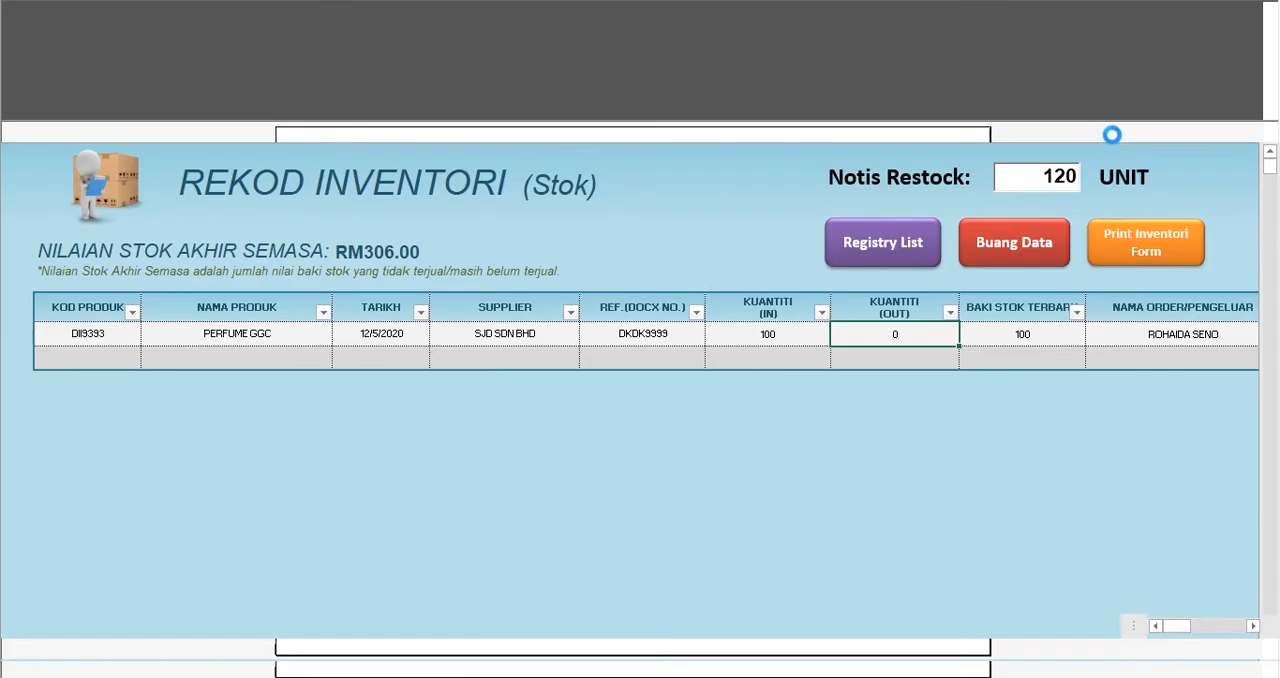 REKOD INVENTORI (Stok)
Notis Restock: 120 UNIT
Registry List
Buang Data
Print Inventori
Form
NILAIAN STOK AKHIR SEMASA: RM306.00
*Nilaian Stok Akhir Semasa adalah jumlah nilai baki stok yang tidak terjual/masih belum terjual.
KOD PRODUK NAMA PRODUK TARIKH SUPPLIER REF.(DOCX NO.) KUANTITI (IN) KUANTITI (OUT) BAKI STOK TERBAR NAMA ORDER/PENGELUAR
DII9393 PERFUME GGC 12/5/2020 SJD SDN BHD DKDK9999 100 0 100 ROHAIDA SENO